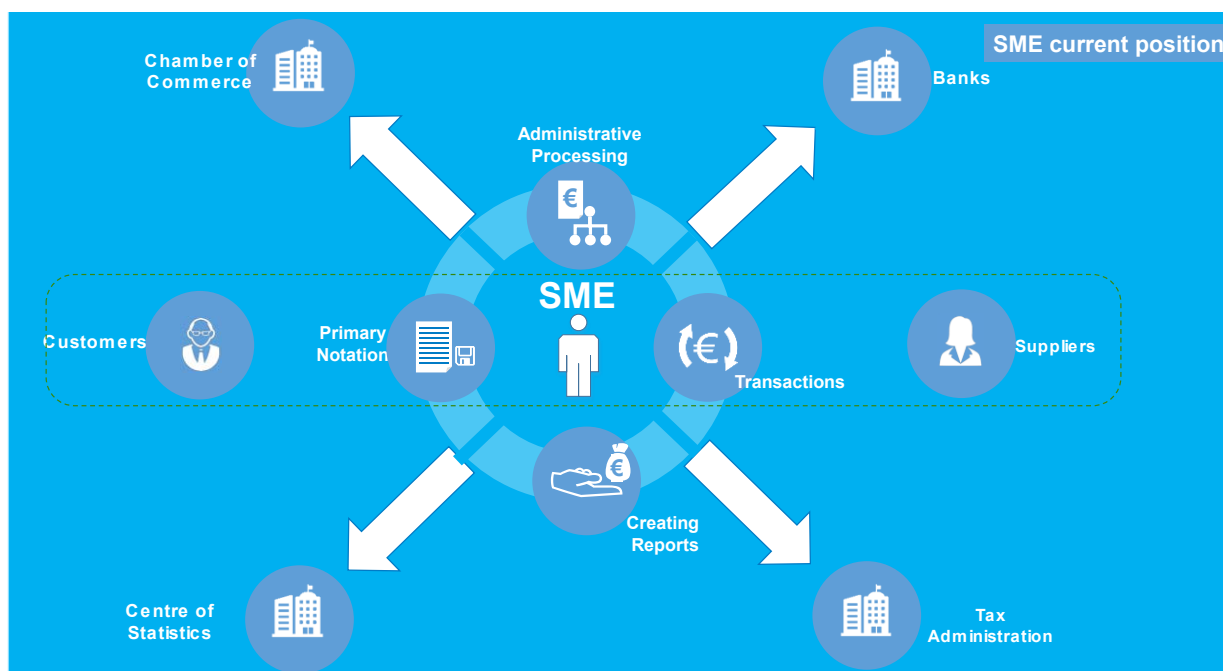 SME current position
Chamber of
Commerce
Banks
Administrative
Processing
€
SME
Customers
Primary
Notation
€
Transactions
Suppliers
€
Creating
Reports
Centre of
Statistics
Tax
Administration